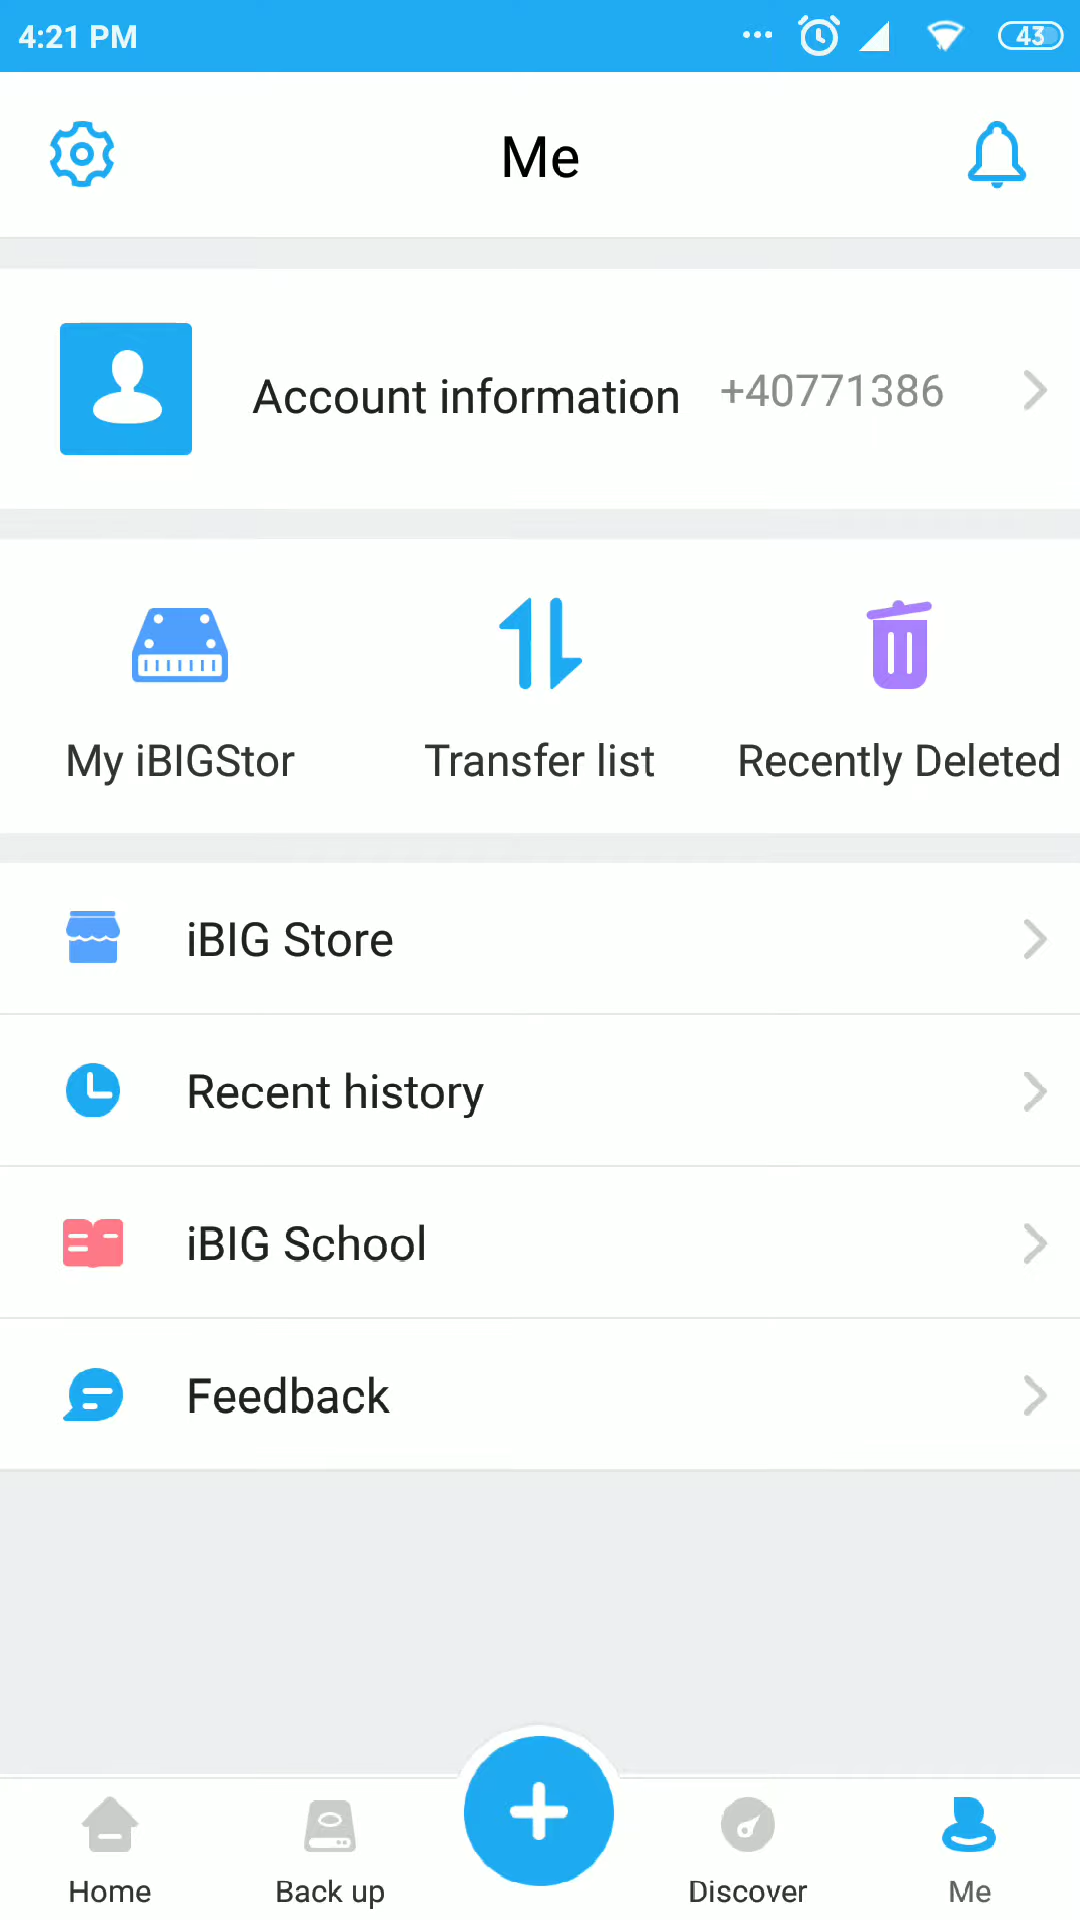 4:21 PM
43
Me
Account information +40771386
My iBIGStor
Transfer list
Recently Deleted
iBIG Store
Recent history
iBIG School
Feedback
Home
Back up
Discover
Me